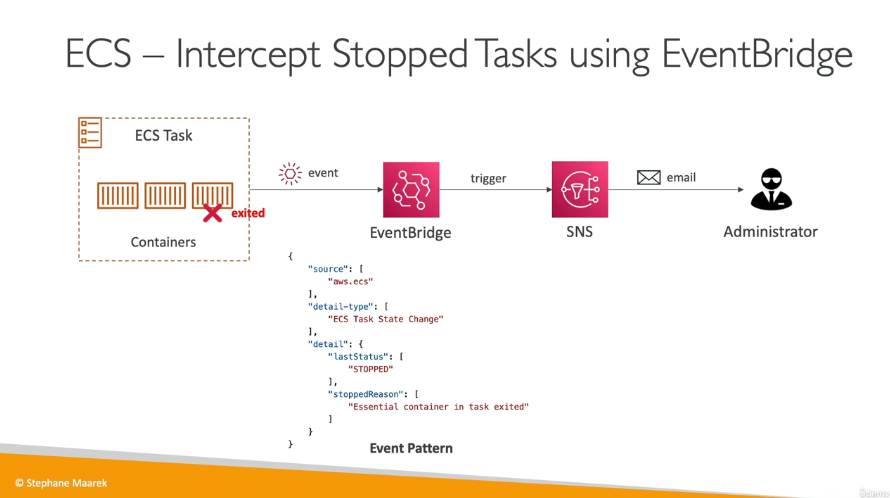 ECS – Intercept Stopped Tasks using EventBridge
ECS Task
Containers
exited
event
EventBridge
trigger
SNS
email
Administrator
{
"source": [
"aws.ecs"
],
"detail-type": [
"ECS Task State Change"
],
"detail": {
"lastStatus": [
"STOPPED"
],
"stoppedReason": [
"Essential container in task exited"
]
}
}
Event Pattern
© Stephane Maarek
Udemy